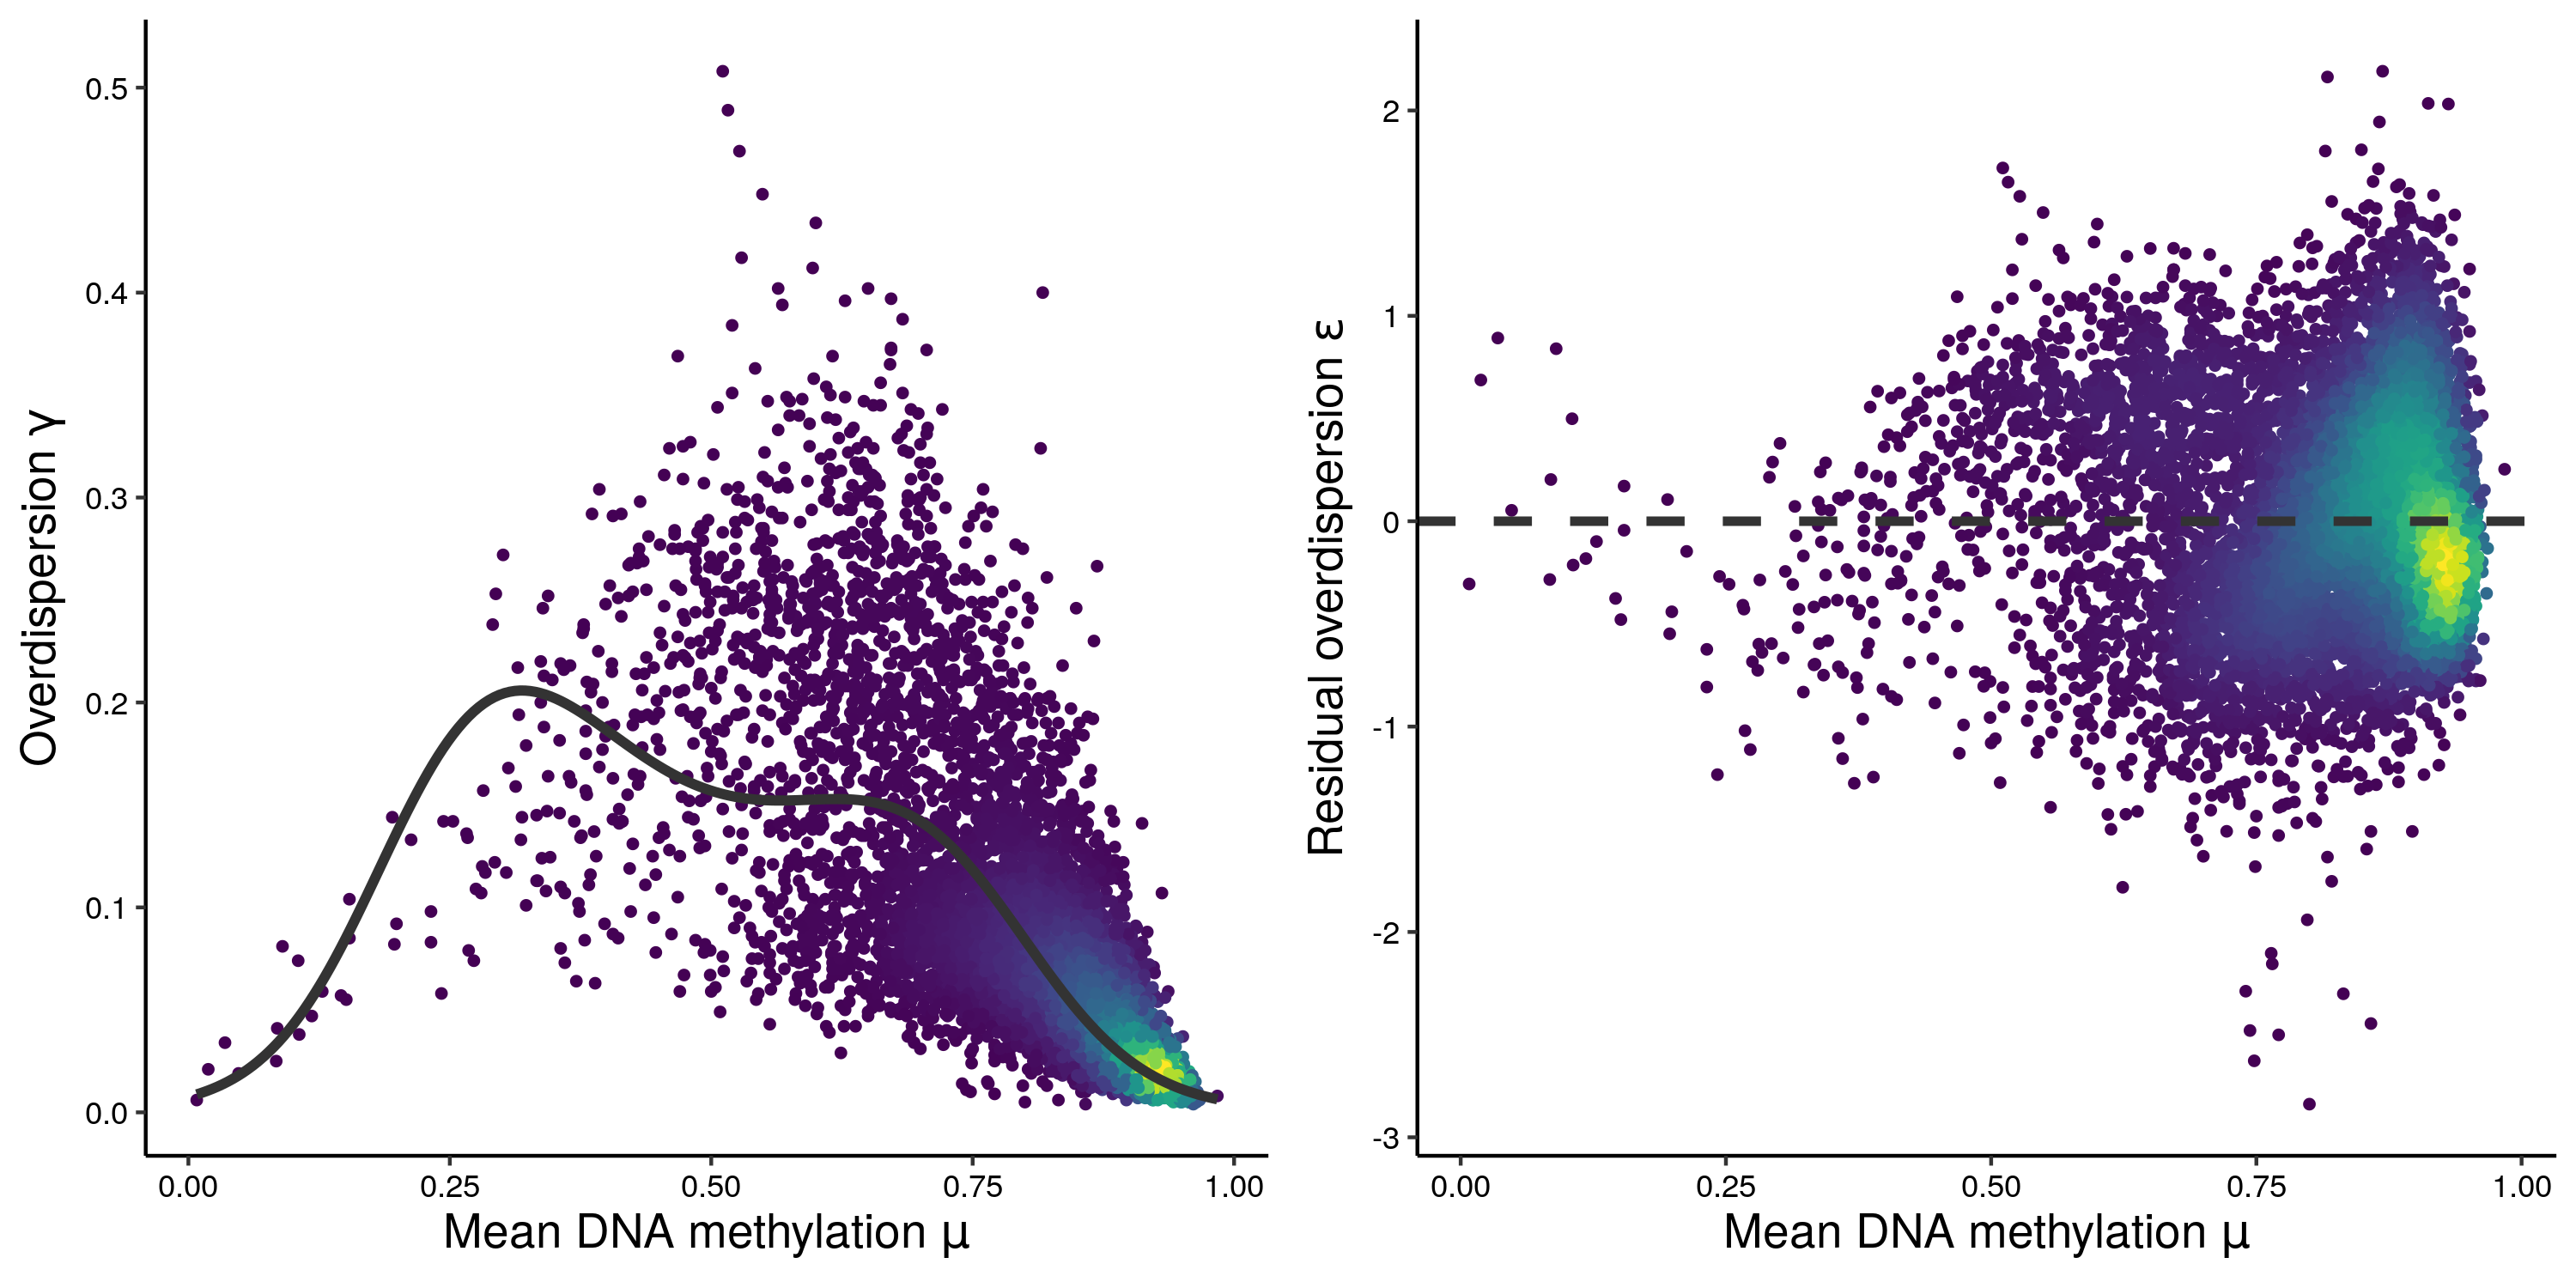 Overdispersion γ
0.5
0.4
0.3
0.2
0.1
0.0
0.00 0.25 0.50 0.75 1.00
Mean DNA methylation μ
Residual overdispersion ε
2
1
0
-1
-2
-3
0.00 0.25 0.50 0.75 1.00
Mean DNA methylation μ